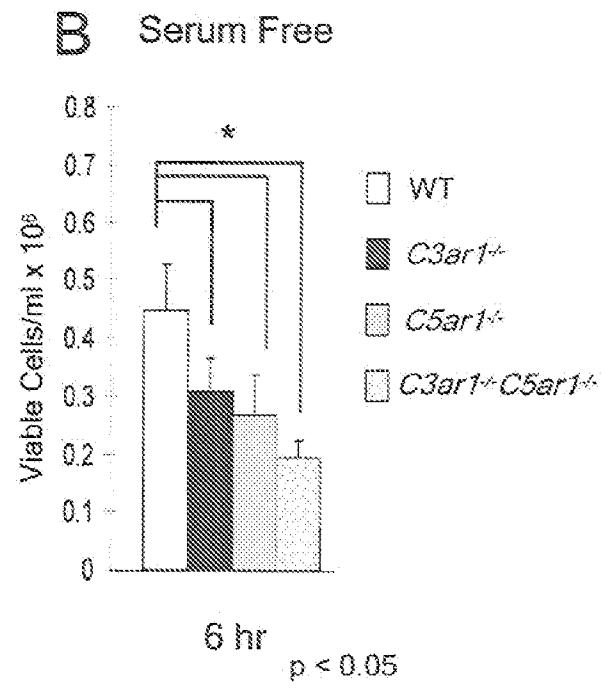 B Serum Free
0.8
0.7
0.6
0.5
0.4
0.3
0.2
0.1
0
Viable Cells/ml x 10⁶
*
WT
C3ar1-/-
C5ar1-/-
C3ar1-/-C5ar1-/-
6 hr
p < 0.05